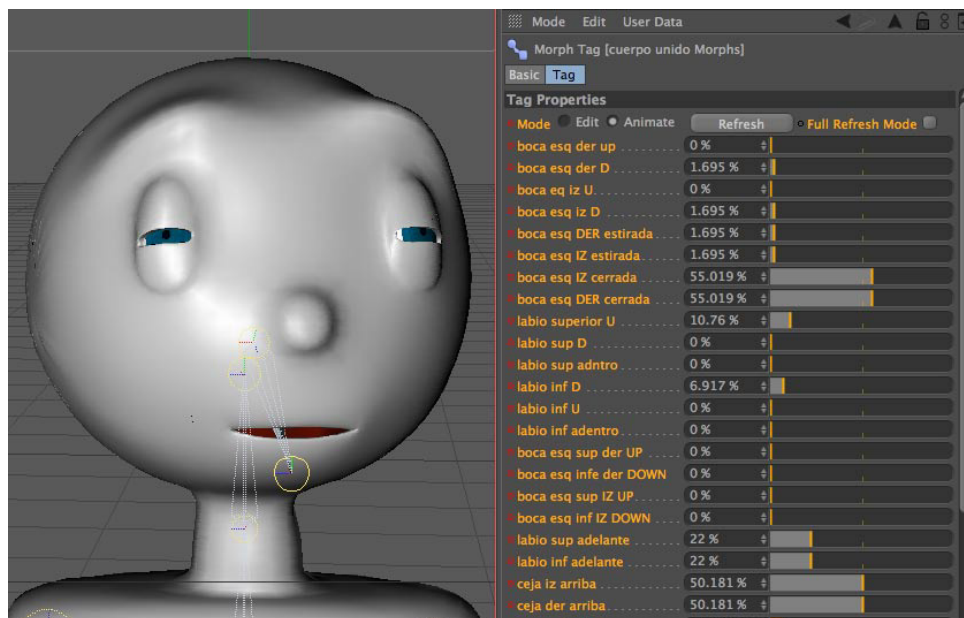 Mode Edit User Data
Morph Tag [cuerpo unido Morphs]
Basic Tag
Tag Properties
Mode Edit Animate Refresh Full Refresh Mode
boca esq der up 0 %
boca esq der D 1.695 %
boca eq iz U 0 %
boca esq iz D 1.695 %
boca esq DER estirada 1.695 %
boca esq IZ estirada 1.695 %
boca esq IZ cerrada 55.019 %
boca esq DER cerrada 55.019 %
labio superior U 10.76 %
labio sup D 0 %
labio sup adntro 0 %
labio inf D 6.917 %
labio inf U 0 %
labio inf adentro 0 %
boca esq sup der UP 0 %
boca esq infe der DOWN 0 %
boca esq sup IZ UP 0 %
boca esq inf IZ DOWN 0 %
labio sup adelante 22 %
labio inf adelante 22 %
ceja iz arriba 50.181 %
ceja der arriba 50.181 %